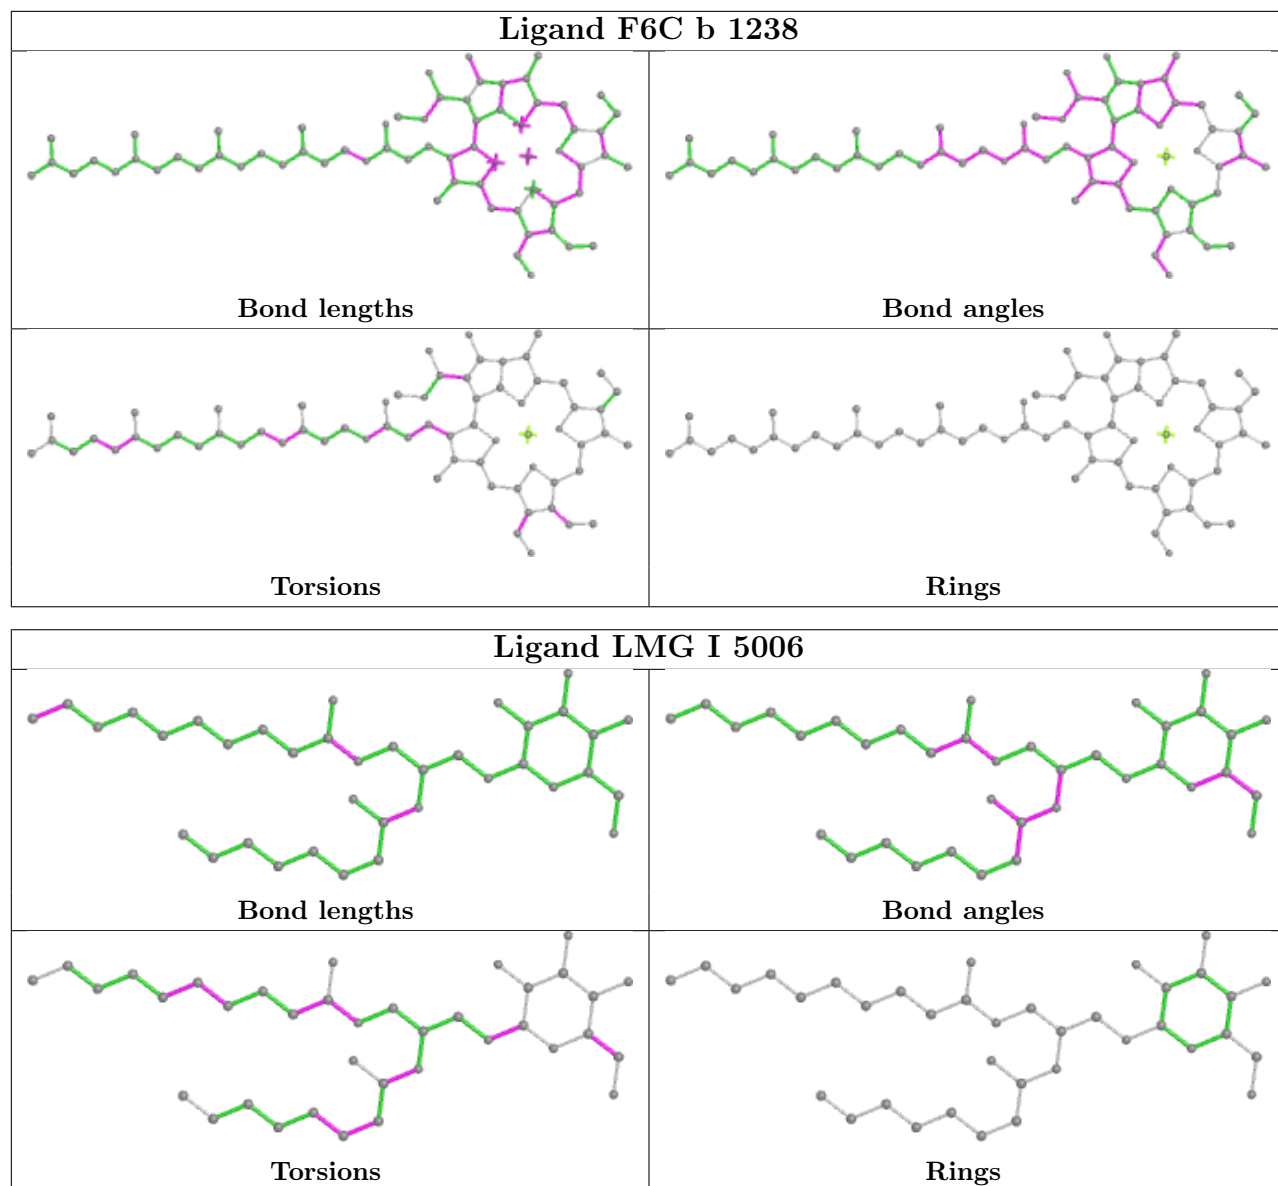 Ligand F6C b 1238
Bond lengths
Bond angles
Torsions
Rings
Ligand LMG I 5006
Bond lengths
Bond angles
Torsions
Rings